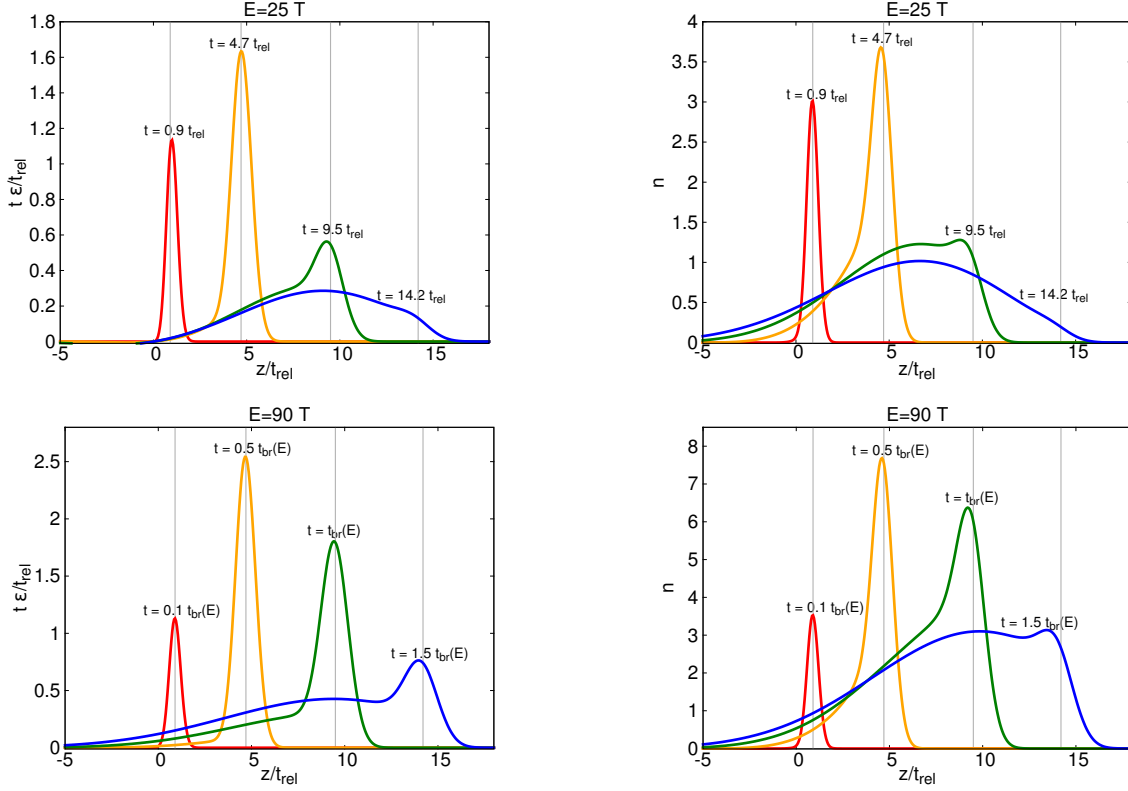 E=25 T
1.8
1.6
1.4
1.2
1
0.8
0.6
0.4
0.2
0
t ε/t_rel
t = 0.9 t_rel
t = 4.7 t_rel
t = 9.5 t_rel
t = 14.2 t_rel
-5 0 5 10 15
z/t_rel
E=25 T
4
3.5
3
2.5
2
1.5
1
0.5
0
n
t = 0.9 t_rel
t = 4.7 t_rel
t = 9.5 t_rel
t = 14.2 t_rel
-5 0 5 10 15
z/t_rel
E=90 T
2.5
2
1.5
1
0.5
0
t ε/t_rel
t = 0.1 t_br(E)
t = 0.5 t_br(E)
t = t_br(E)
t = 1.5 t_br(E)
-5 0 5 10 15
z/t_rel
E=90 T
8
7
6
5
4
3
2
1
0
n
t = 0.1 t_br(E)
t = 0.5 t_br(E)
t = t_br(E)
t = 1.5 t_br(E)
-5 0 5 10 15
z/t_rel